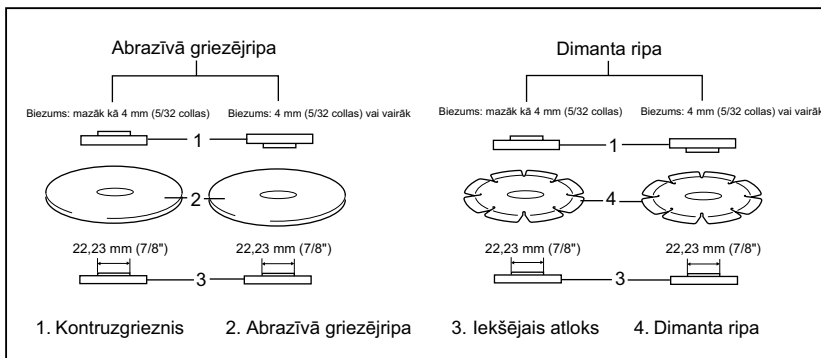 Abrazīvā griezējripa
Dimanta ripa
Biezums: mazāk kā 4 mm (5/32 collas)
Biezums: 4 mm (5/32 collas) vai vairāk
Biezums: mazāk kā 4 mm (5/32 collas)
Biezums: 4 mm (5/32 collas) vai vairāk
1
1
2
4
22,23 mm (7/8")
22,23 mm (7/8")
22,23 mm (7/8")
22,23 mm (7/8")
3
3
1. Kontruzgrieznis
2. Abrazīvā griezējripa
3. Iekšējais atloks
4. Dimanta ripa